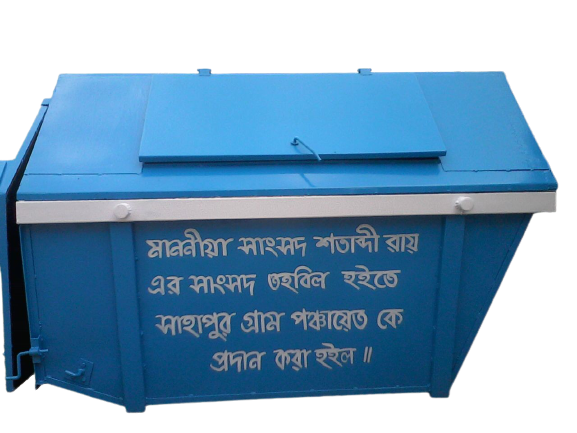 মাননীয়া সাংসদ শতাব্দী রায়
এর সাংসদ তহবিল হইতে
সাহাপুর গ্রাম পঞ্চায়েত কে
প্রদান করা হইল॥